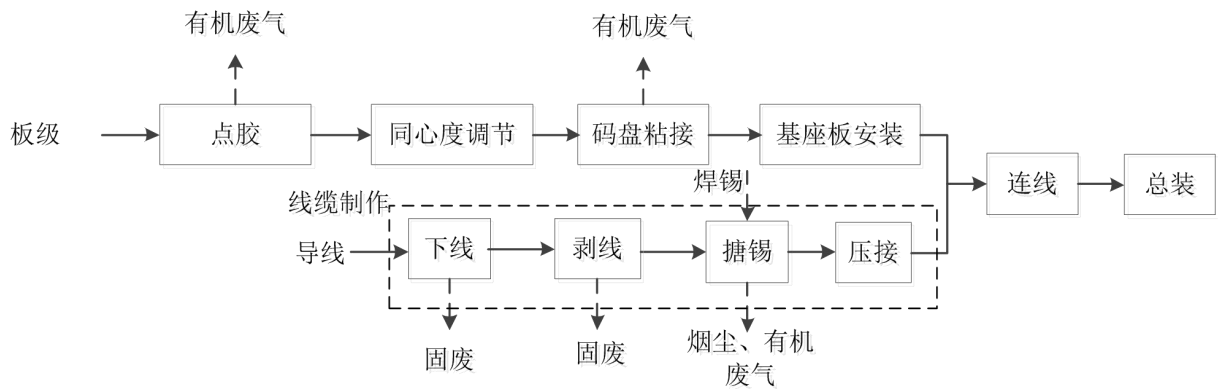 有机废气
有机废气
板级
点胶
同心度调节
码盘粘接
基座板安装
连线
总装
焊锡
线缆制作
导线
下线
剥线
搪锡
压接
固废
固废
烟尘、有机
废气